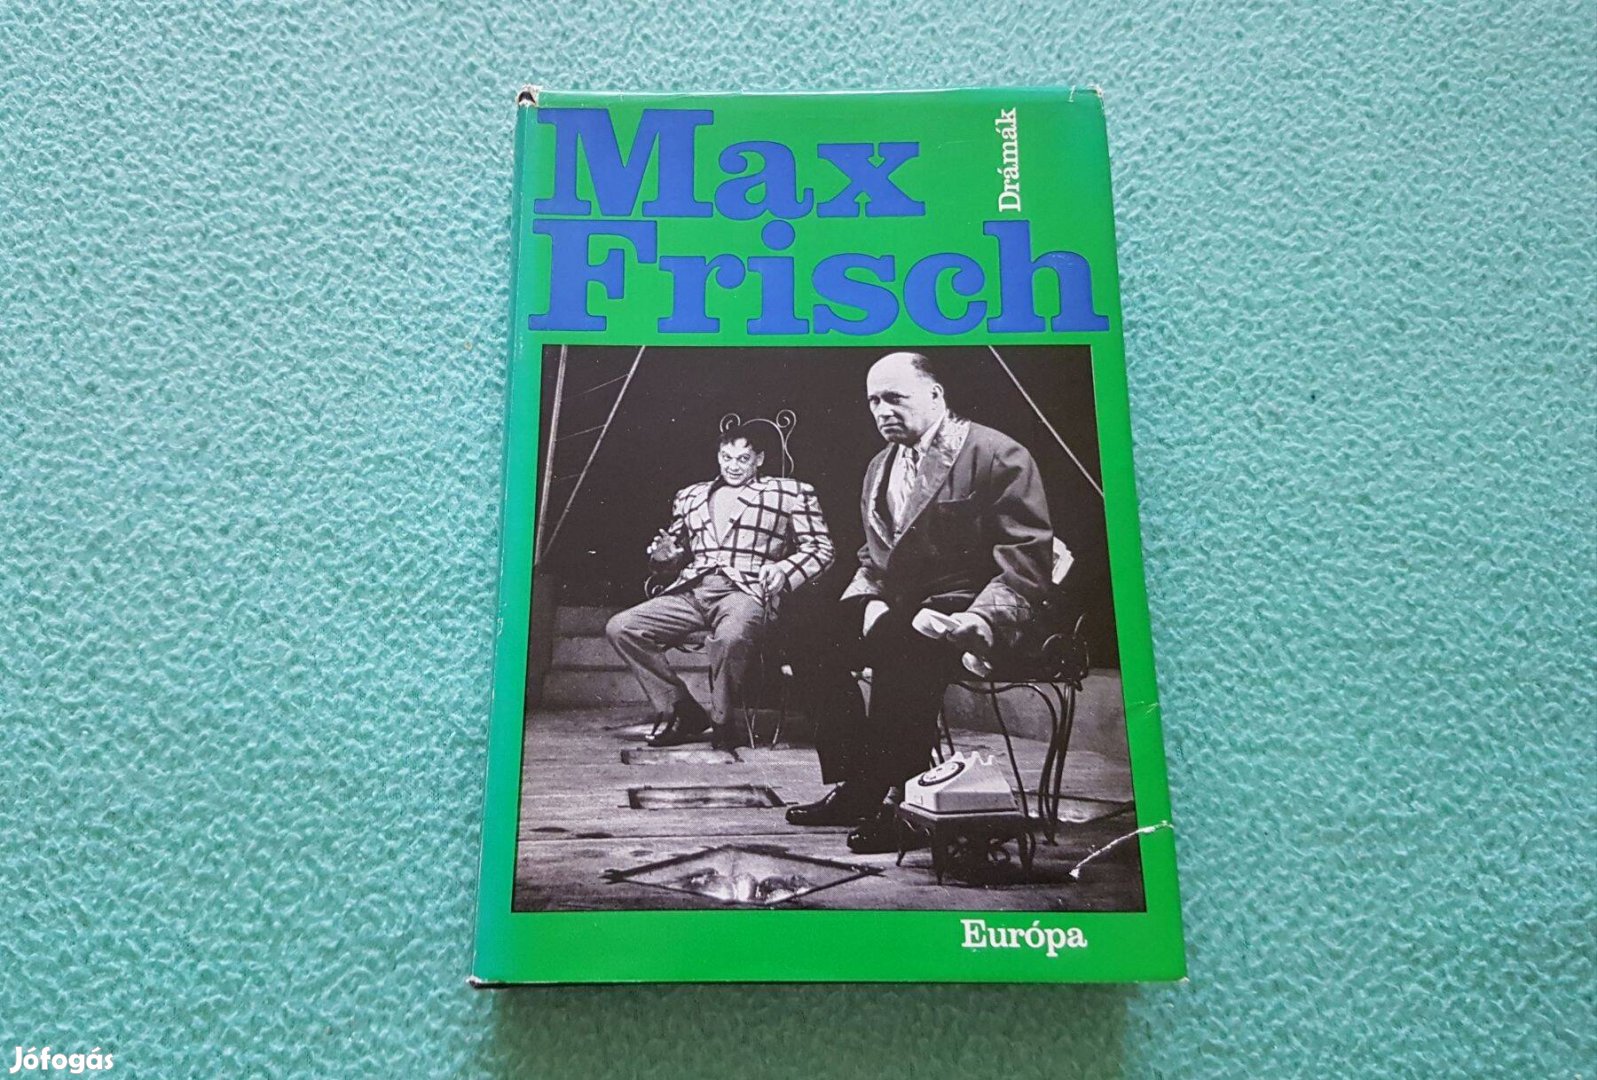 Max
Frisch
Drámák
Európa
Jófogás